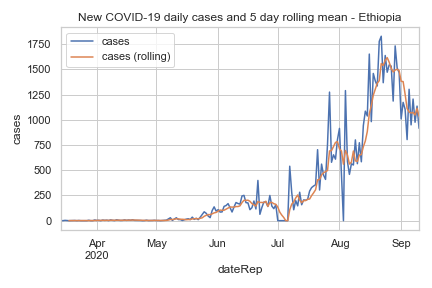 New COVID-19 daily cases and 5 day rolling mean - Ethiopia
cases
cases (rolling)
1750
1500
1250
1000
750
500
250
0
cases
Apr
2020
May
Jun
Jul
Aug
Sep
dateRep